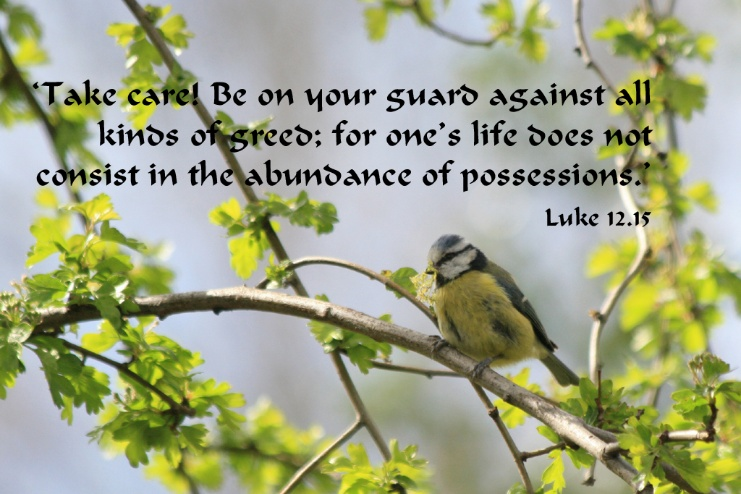 ‘Take care! Be on your guard against all
kinds of greed; for one’s life does not
consist in the abundance of possessions.’
Luke 12.15